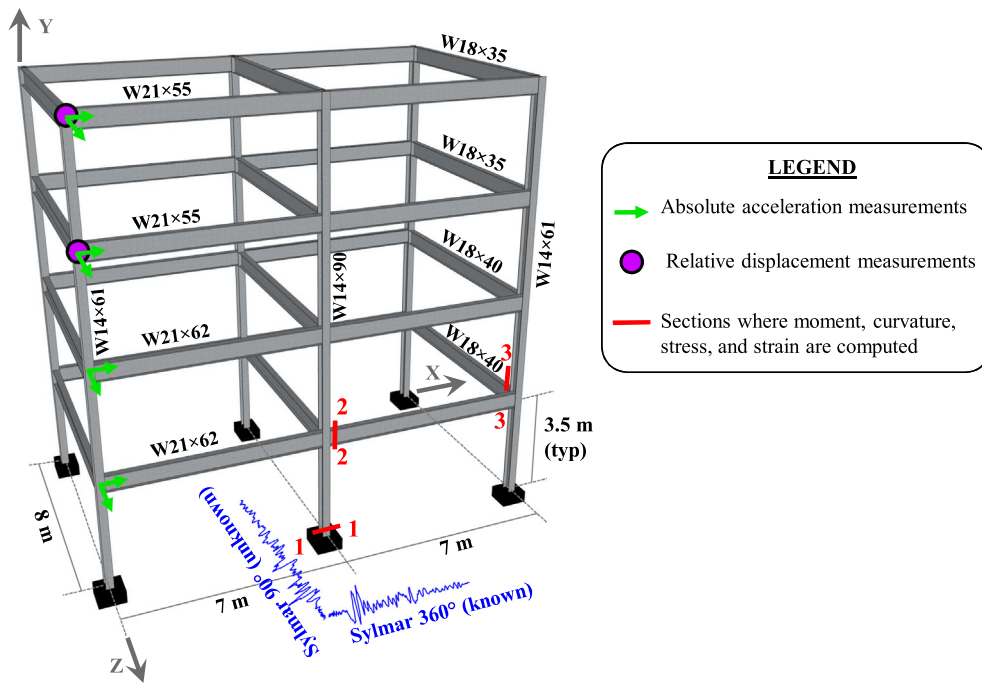 Y
W18×35
W21×55
W18×35
W21×55
W18×40
W14×61
W14×90
W14×61
W21×62
W18×40
X
3
3
2
2
3.5 m
(typ)
W21×62
8 m
1
1
7 m
7 m
Sylmar 90° (unknown)
Sylmar 360° (known)
Z
LEGEND
Absolute acceleration measurements
Relative displacement measurements
Sections where moment, curvature,
stress, and strain are computed